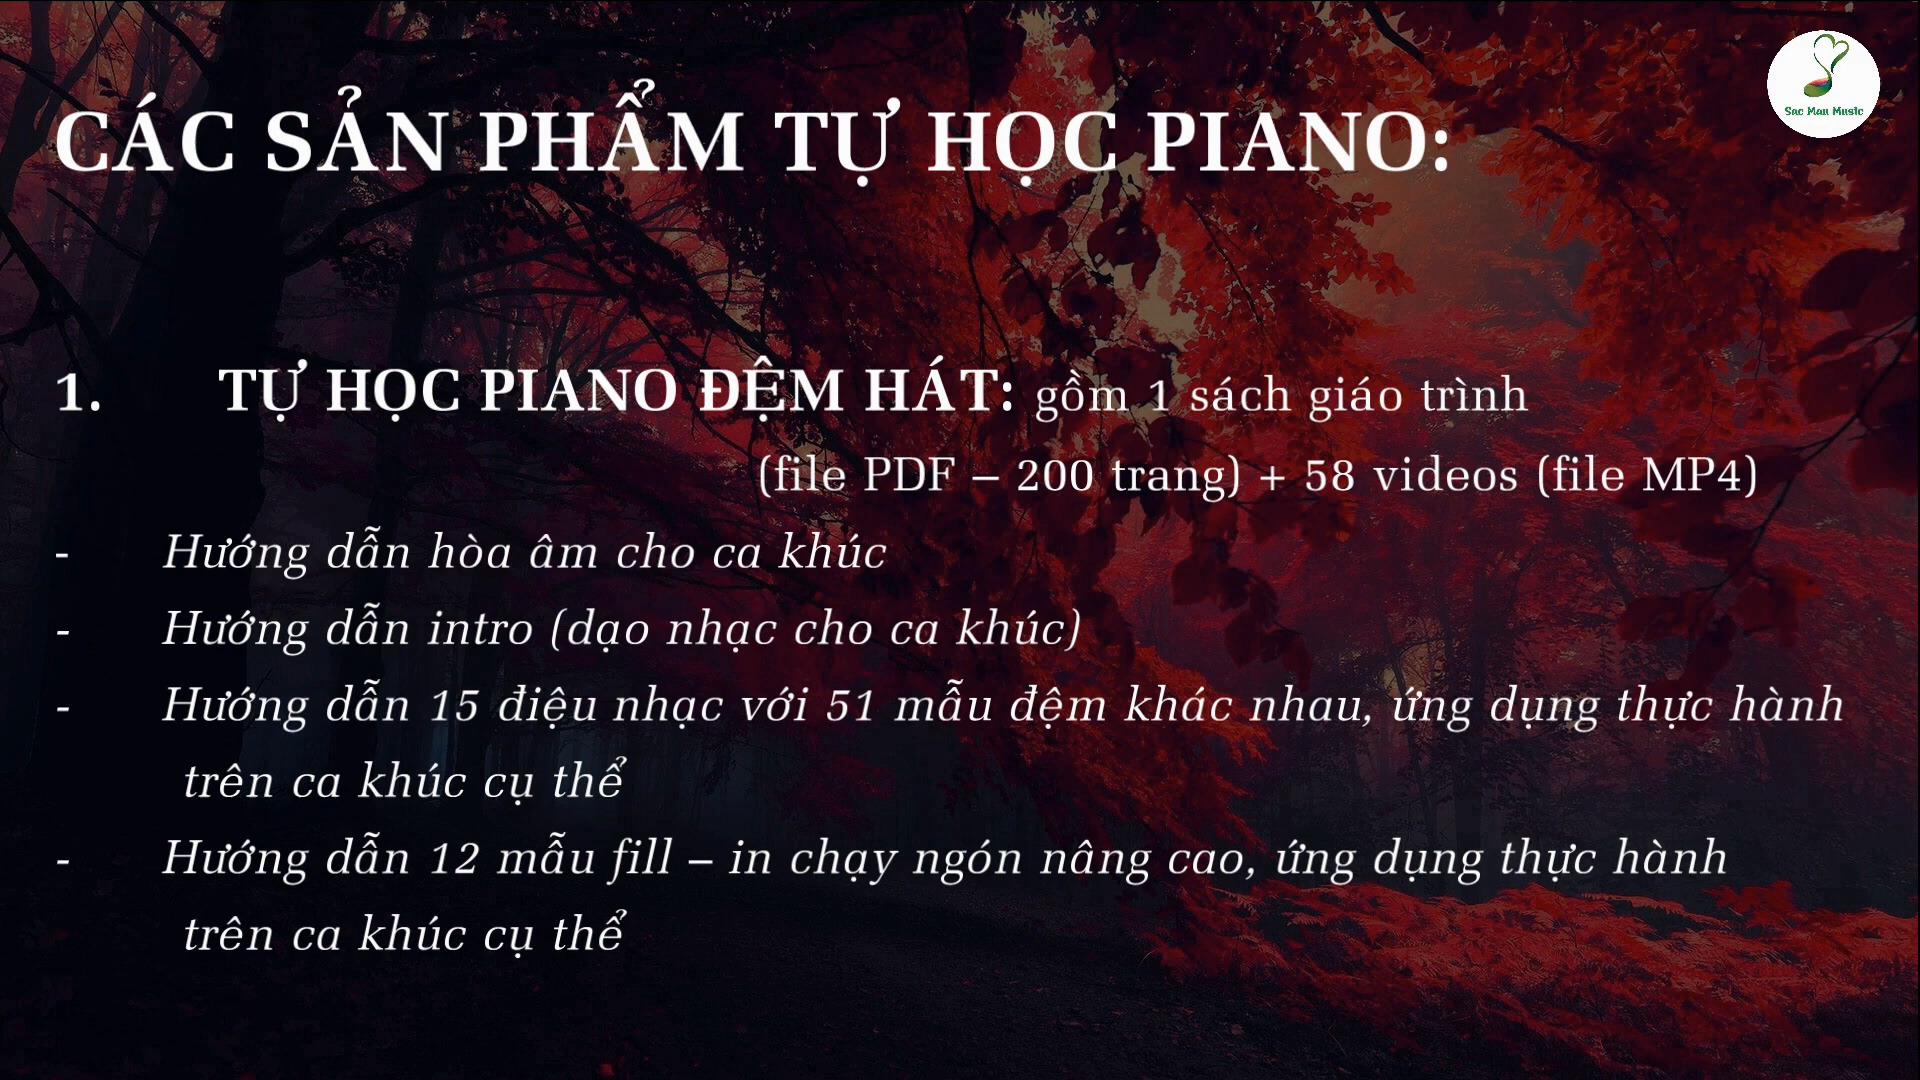 Sac Mau Music
CÁC SẢN PHẨM TỰ HỌC PIANO:
1. TỰ HỌC PIANO ĐỆM HÁT: gồm 1 sách giáo trình
(file PDF – 200 trang) + 58 videos (file MP4)
- Hướng dẫn hòa âm cho ca khúc
- Hướng dẫn intro (dạo nhạc cho ca khúc)
- Hướng dẫn 15 điệu nhạc với 51 mẫu đệm khác nhau, ứng dụng thực hành
trên ca khúc cụ thể
- Hướng dẫn 12 mẫu fill – in chạy ngón nâng cao, ứng dụng thực hành
trên ca khúc cụ thể